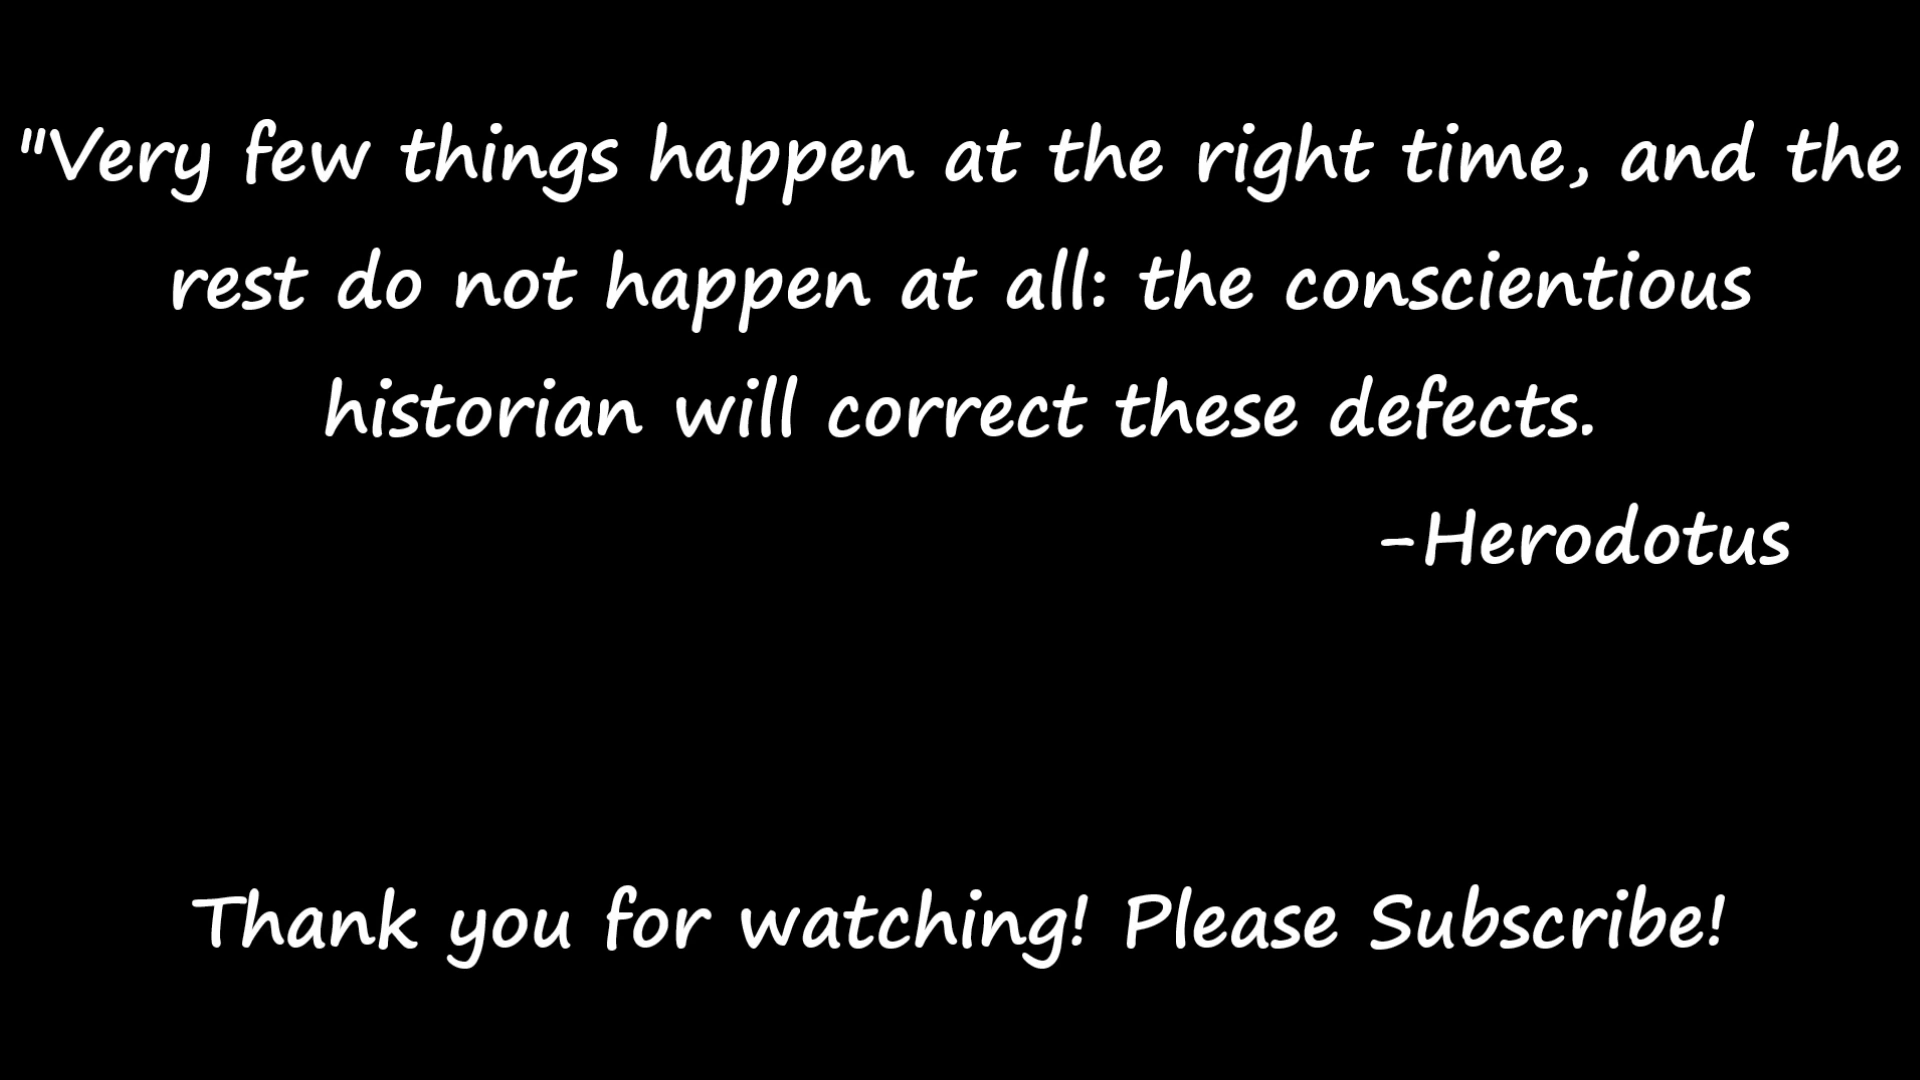 "Very few things happen at the right time, and the
rest do not happen at all: the conscientious
historian will correct these defects.
-Herodotus
Thank you for watching! Please Subscribe!